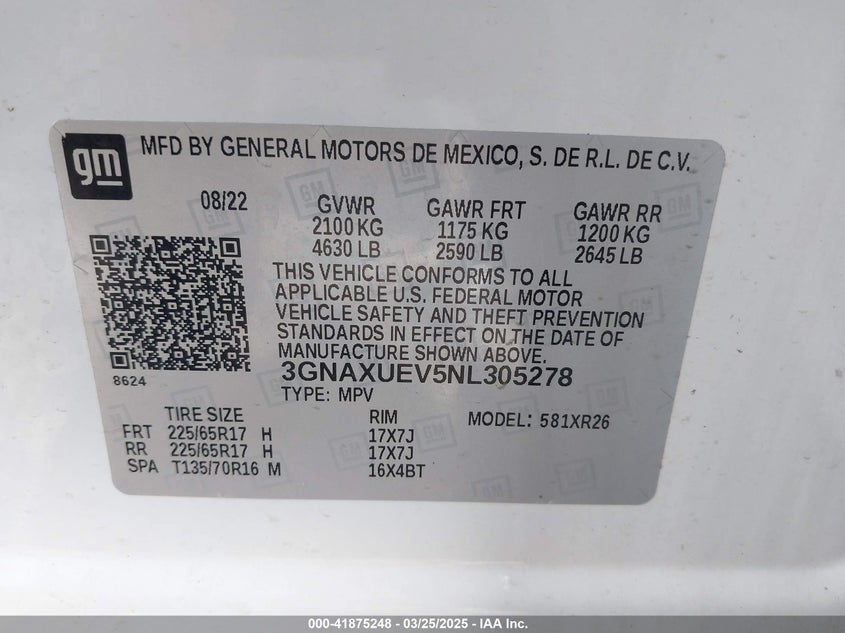 gm
MFD BY GENERAL MOTORS DE MEXICO, S. DE R.L. DE C.V.
08/22 GVWR GAWR FRT GAWR RR
2100 KG 1175 KG 1200 KG
4630 LB 2590 LB 2645 LB
THIS VEHICLE CONFORMS TO ALL
APPLICABLE U.S. FEDERAL MOTOR
VEHICLE SAFETY AND THEFT PREVENTION
STANDARDS IN EFFECT ON THE DATE OF
MANUFACTURE SHOWN ABOVE.
8624
3GNAXUEV5NL305278
TYPE: MPV
TIRE SIZE RIM MODEL: 581XR26
FRT 225/65R17 H 17X7J
RR 225/65R17 H 17X7J
SPA T135/70R16 M 16X4BT
000-41875248 - 03/25/2025 - IAA Inc.